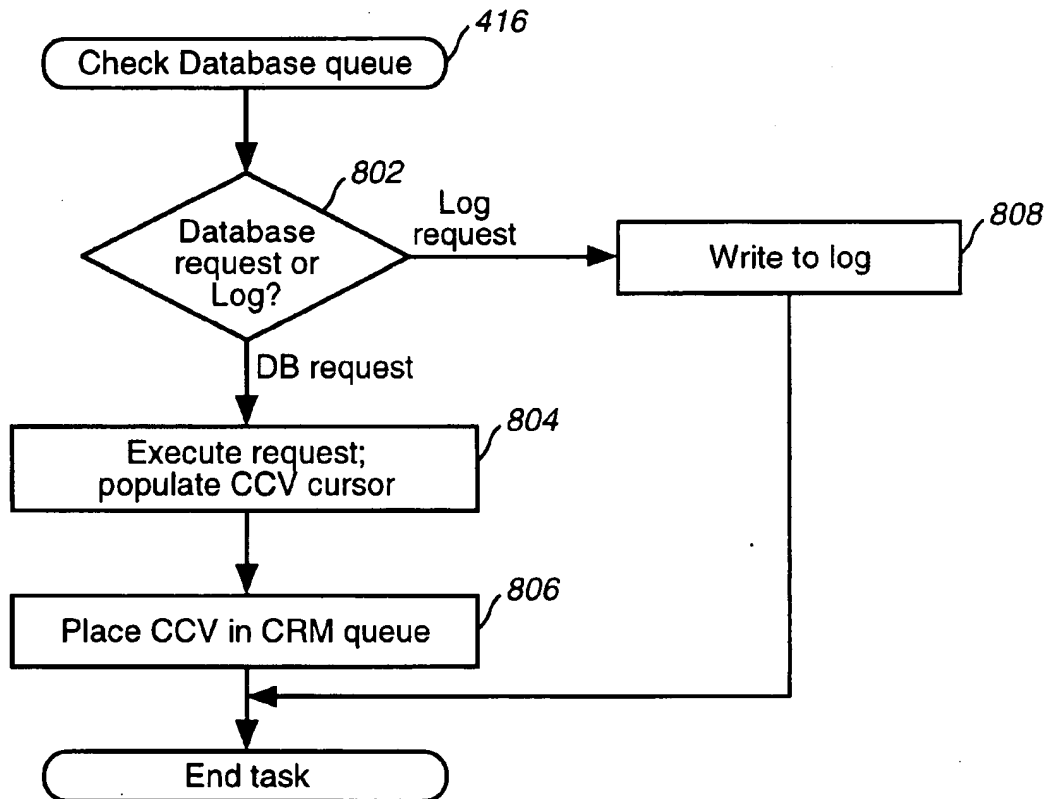 416
Check Database queue
802
Database
request or
Log?
Log
request
808
Write to log
DB request
804
Execute request;
populate CCV cursor
806
Place CCV in CRM queue
End task